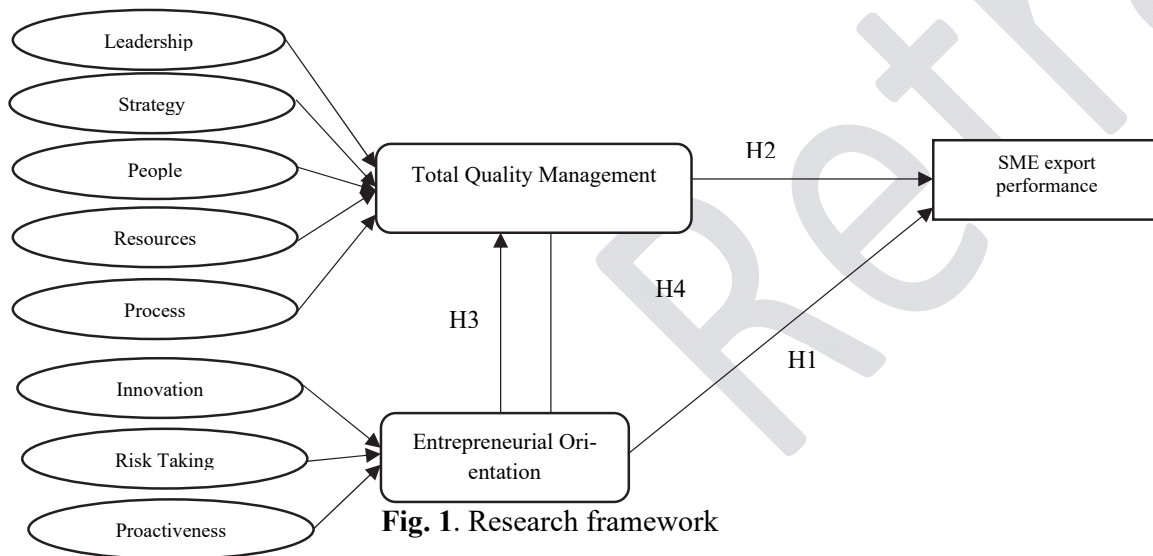 Leadership
Strategy
People
Resources
Process
Innovation
Risk Taking
Proactiveness
Total Quality Management
Entrepreneurial Ori-
entation
SME export
performance
H2
H4
H3
H1
Fig. 1. Research framework